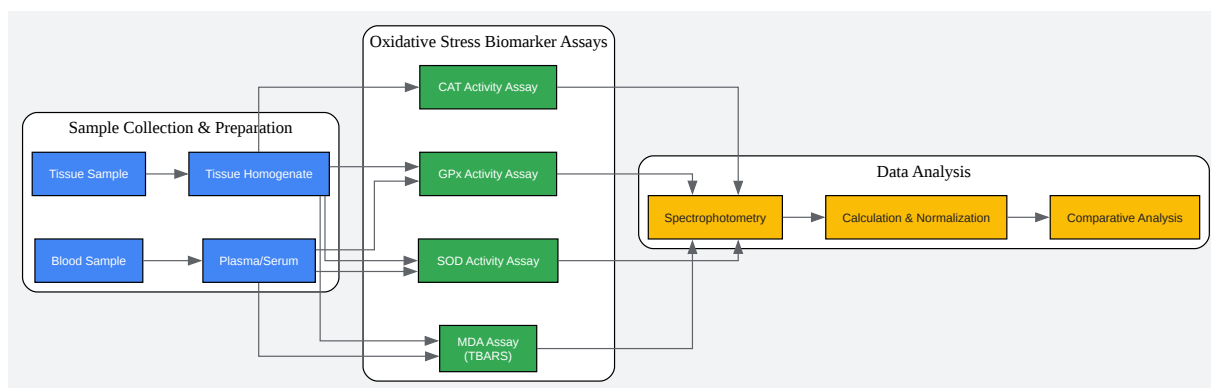 Oxidative Stress Biomarker Assays
CAT Activity Assay
Sample Collection & Preparation
Tissue Sample
Tissue Homogenate
GPx Activity Assay
Data Analysis
Spectrophotometry
Calculation & Normalization
Comparative Analysis
Blood Sample
Plasma/Serum
SOD Activity Assay
MDA Assay
(TBARS)